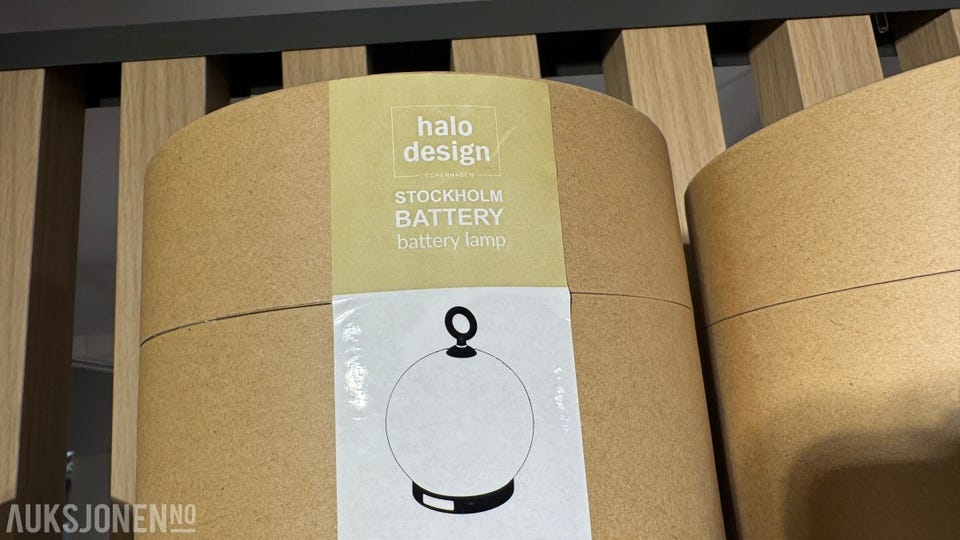 halo
design
COPENHAGEN
STOCKHOLM
BATTERY
battery lamp
AUKSJONEN.NO